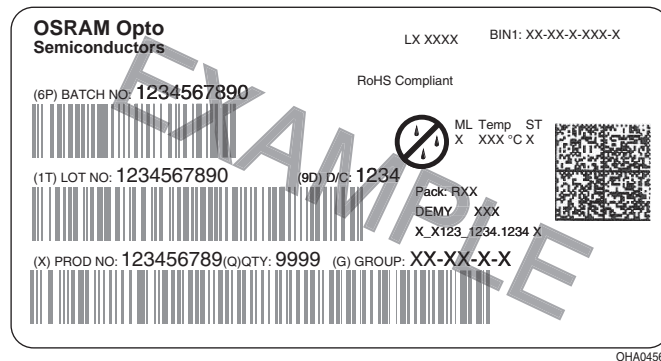 OSRAM Opto
Semiconductors
LX XXXX
BIN1: XX-XX-X-XXX-X
RoHS Compliant
(6P) BATCH NO: 1234567890
ML Temp ST
X XXX °C X
(1T) LOT NO: 1234567890
(9D) D/C: 1234
Pack: RXX
DEMY XXX
X_X123_1234.1234 X
(X) PROD NO: 123456789(Q)QTY: 9999 (G) GROUP: XX-XX-X-X
EXAMPLE
OHA04563